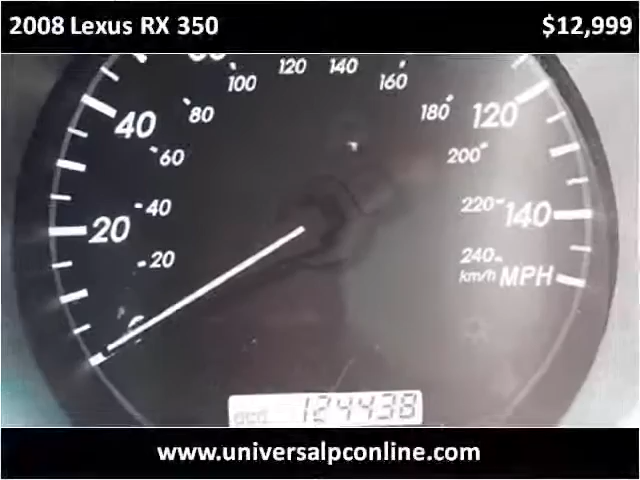 2008 Lexus RX 350 $12,999
120 140
100 160
80 180 120
40
60 200
40 220 140
20
20 240
km/h MPH
ODO 124438
www.universalpconline.com